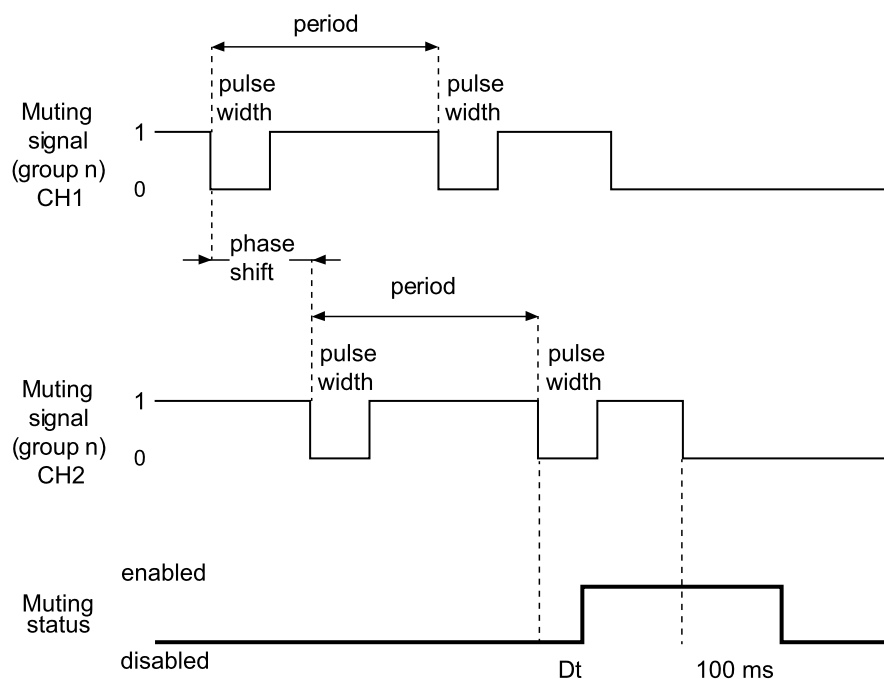 period
pulse
width
pulse
width
Muting
signal
(group n)
CH1
1
0
phase
shift
period
pulse
width
pulse
width
Muting
signal
(group n)
CH2
1
0
enabled
Muting
status
disabled
Dt
100 ms